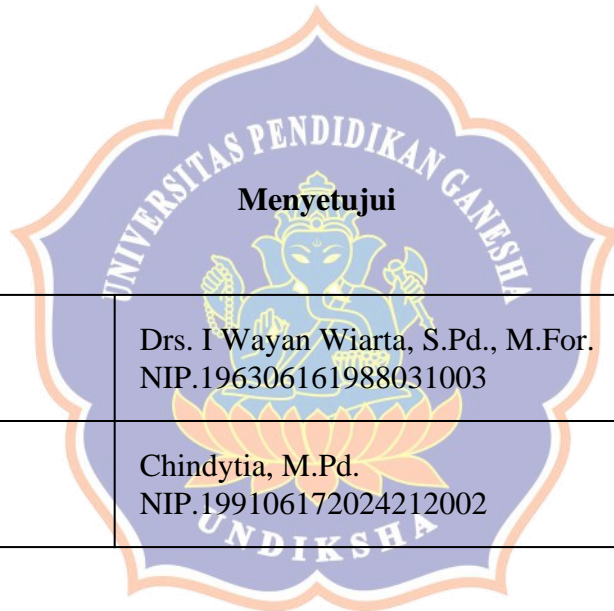 UNIVERSITAS PENDIDIKAN GANESHA
Menyetujui
Drs. I Wayan Wiarta, S.Pd., M.For.
NIP.196306161988031003
Chindytia, M.Pd.
NIP.199106172024212002
UNDIKSHA